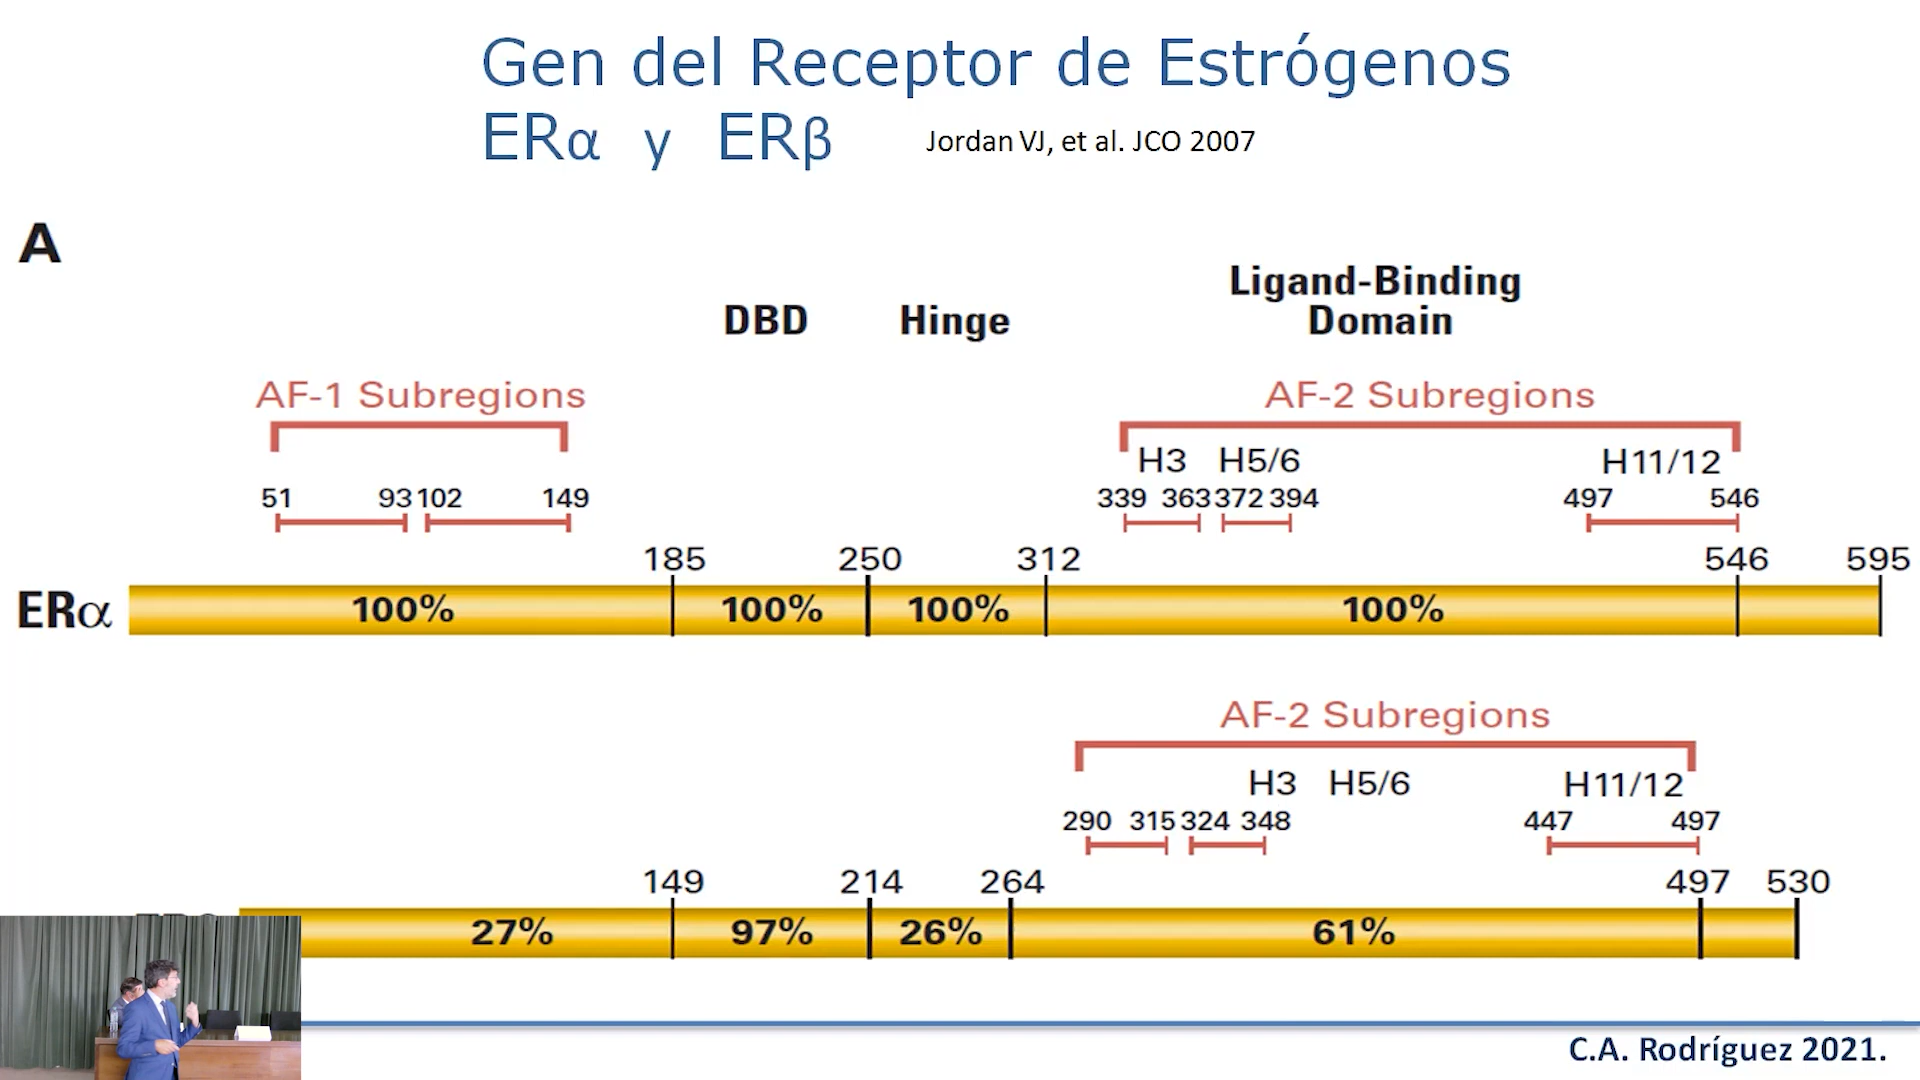 Gen del Receptor de Estrógenos
ERα y ERβ
Jordan VJ, et al. JCO 2007
A
DBD
Hinge
Ligand-Binding
Domain
AF-1 Subregions
AF-2 Subregions
H3 H5/6 H11/12
51 93 102 149
339 363 372 394 497 546
185 250 312 546 595
ERα
100% 100% 100% 100%
AF-2 Subregions
H3 H5/6 H11/12
290 315 324 348 447 497
149 214 264 497 530
27% 97% 26% 61%
C.A. Rodríguez 2021.